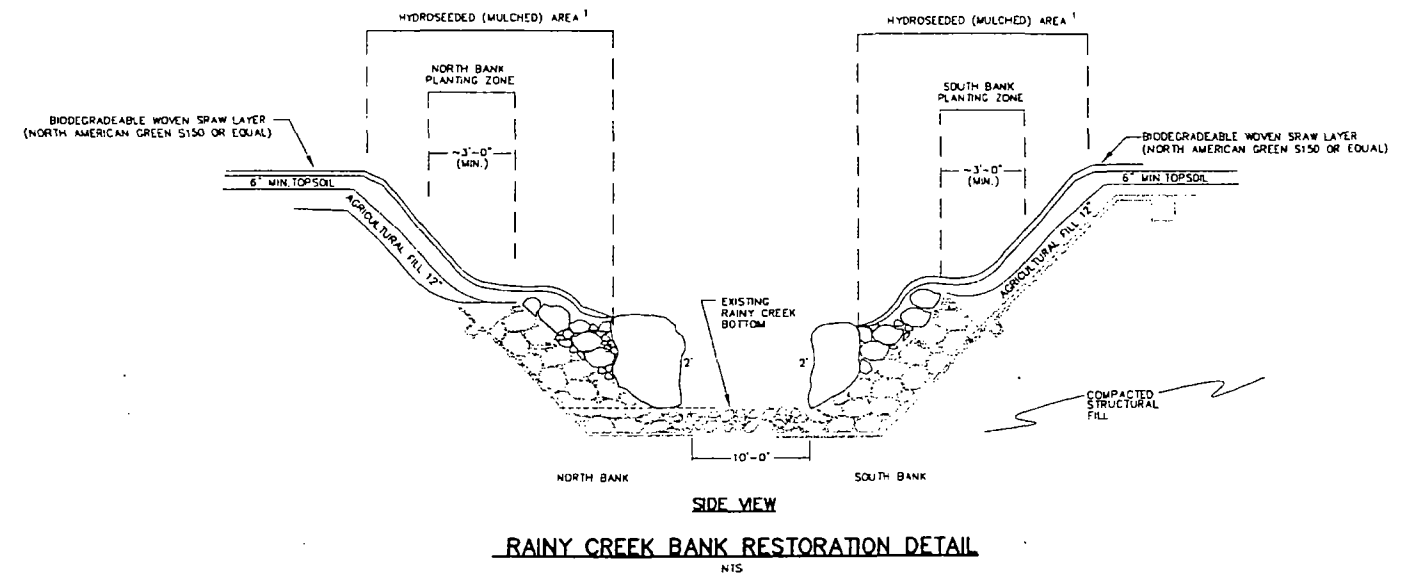 HYDROSEEDED (MULCHED) AREA 1
HYDROSEEDED (MULCHED) AREA 1
NORTH BANK
PLANTING ZONE
SOUTH BANK
PLANTING ZONE
BIODEGRADEABLE WOVEN SRAW LAYER
(NORTH AMERICAN GREEN S150 OR EQUAL)
BIODEGRADEABLE WOVEN SRAW LAYER
(NORTH AMERICAN GREEN S150 OR EQUAL)
~3'-0"
(MIN.)
~3'-0"
(MIN.)
6" MIN. TOPSOIL
6" MIN TOPSOIL
AGRICULTURAL FILL 12"
AGRICULTURAL FILL 12"
EXISTING
RAINY CREEK
BOTTOM
2'
2'
COMPACTED
STRUCTURAL
FILL
10'-0"
NORTH BANK
SOUTH BANK
SIDE VIEW
RAINY CREEK BANK RESTORATION DETAIL
NTS